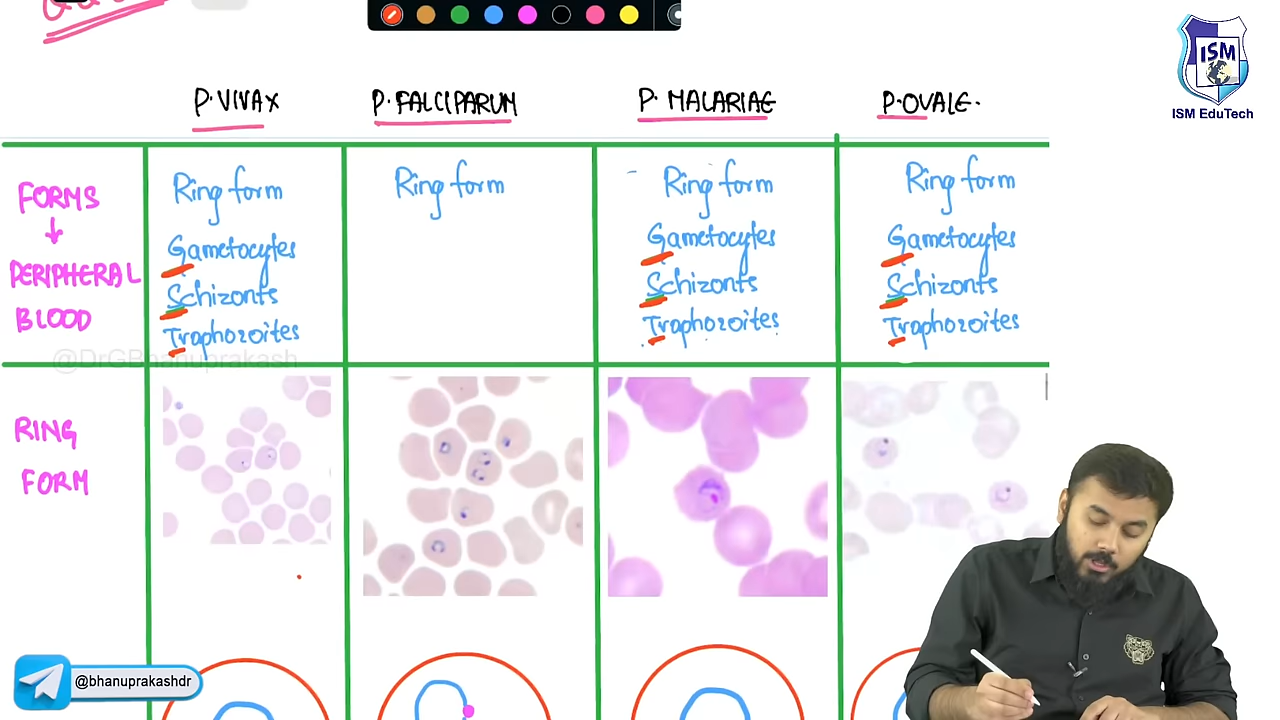 ISM
ISM EduTech
P. VIVAX
P. FALCIPARUM
P. MALARIAE
P. OVALE.
FORMS
↓
PERIPHERAL
BLOOD
Ring form
Gametocytes
Schizonts
Trophozoites
Ring form
Ring form
Gametocytes
Schizonts
Trophozoites
Ring form
Gametocytes
Schizonts
Trophozoites
@DrGBhanuprakash
RING
FORM
@bhanuprakashdr